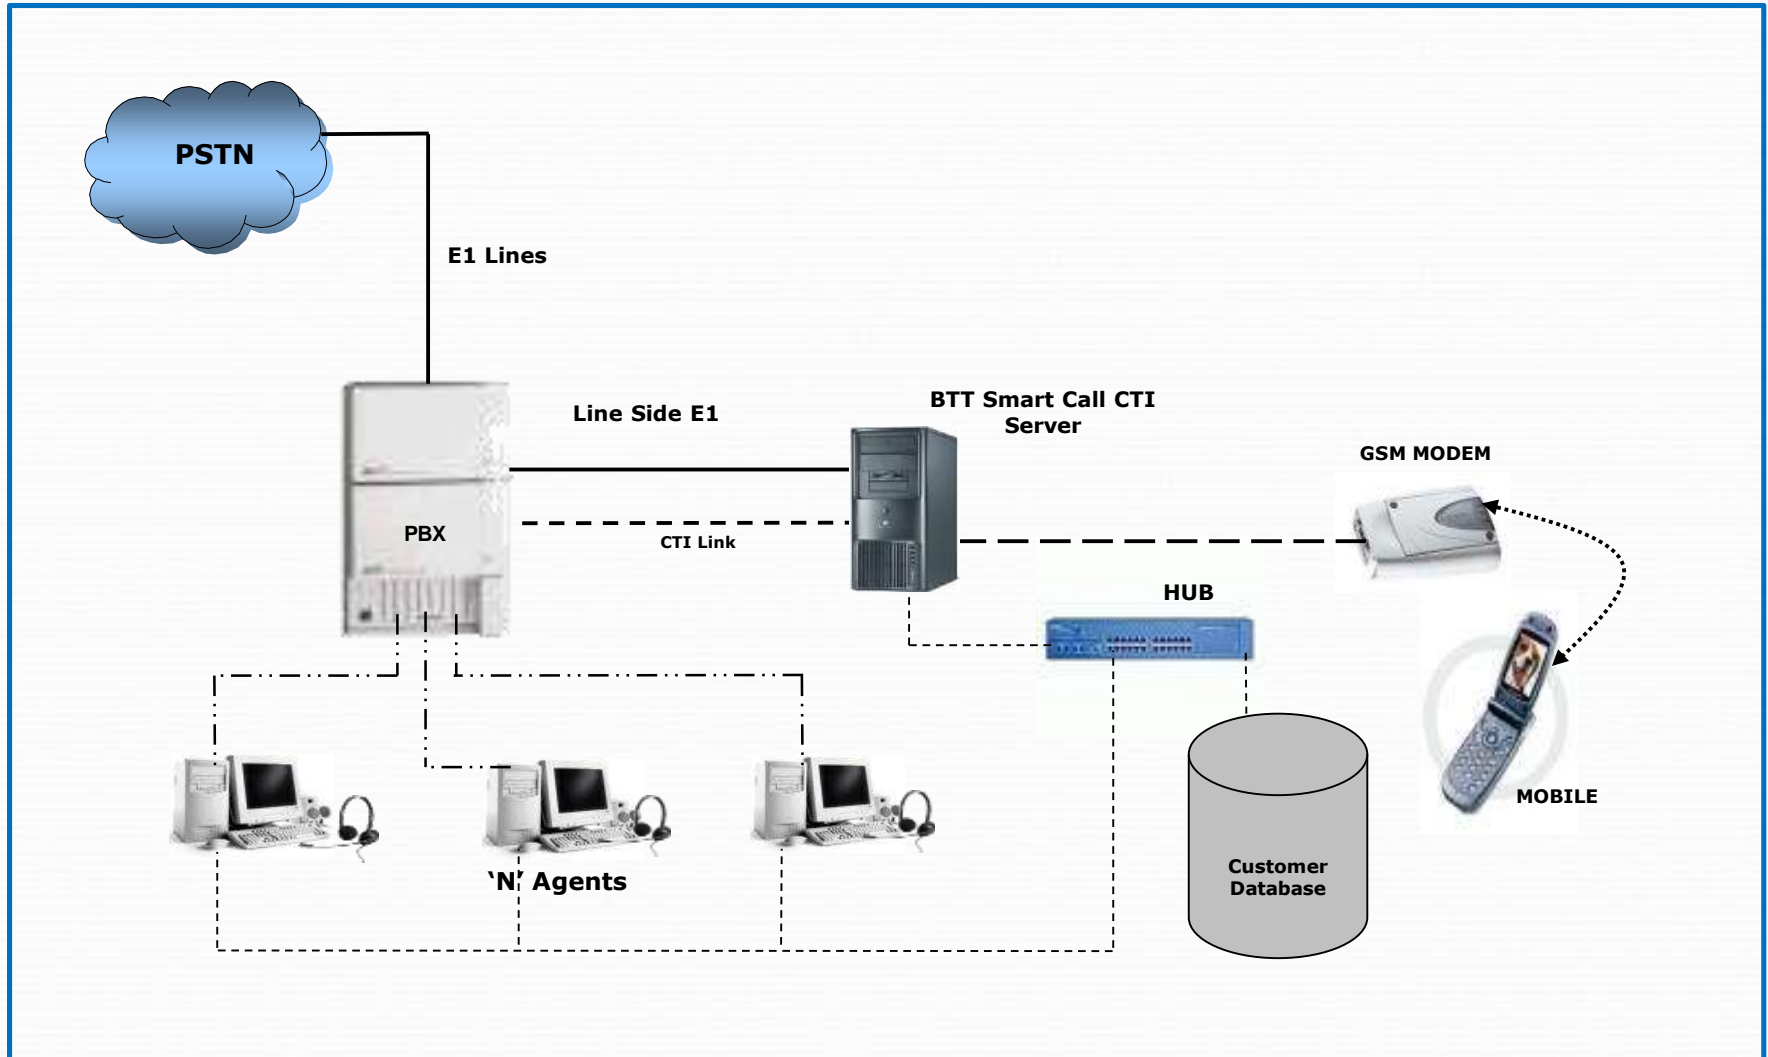 PSTN
E1 Lines
Line Side E1
BTT Smart Call CTI
Server
GSM MODEM
PBX
CTI Link
HUB
MOBILE
Customer
Database
‘N’ Agents